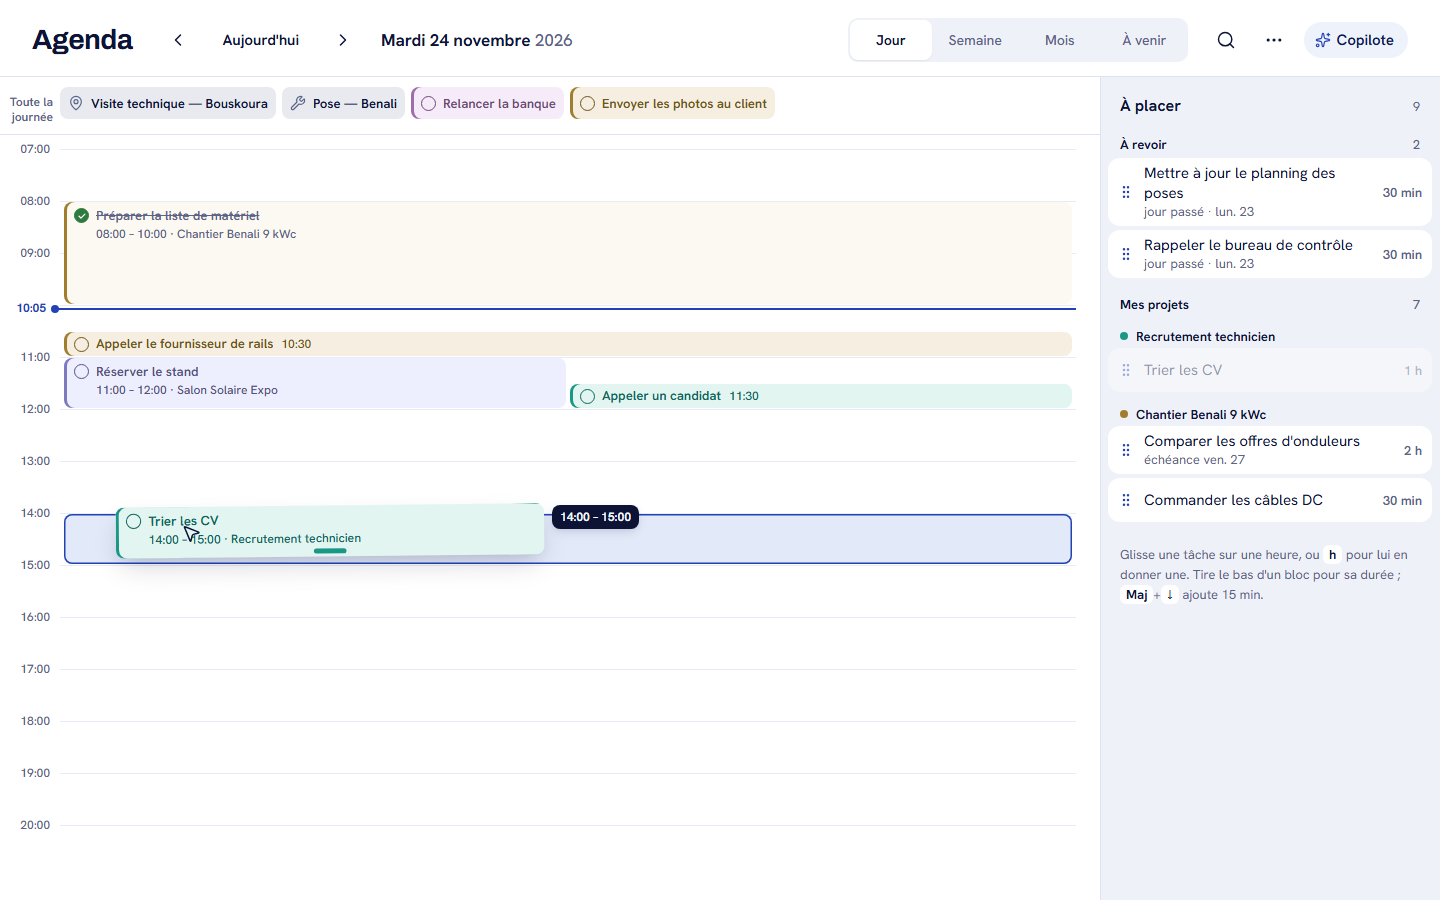 Agenda
Aujourd'hui
Mardi 24 novembre 2026
Jour
Semaine
Mois
À venir
Copilote
Toute la
journée
Visite technique — Bouskoura
Pose — Benali
Relancer la banque
Envoyer les photos au client
07:00
08:00
Préparer la liste de matériel
08:00 – 10:00 · Chantier Benali 9 kWc
09:00
10:05
Appeler le fournisseur de rails 10:30
11:00
Réserver le stand
11:00 – 12:00 · Salon Solaire Expo
Appeler un candidat 11:30
12:00
13:00
14:00
Trier les CV
14:00 – 15:00 · Recrutement technicien
14:00 – 15:00
15:00
16:00
17:00
18:00
19:00
20:00
À placer
9
À revoir
2
Mettre à jour le planning des
poses
jour passé · lun. 23
30 min
Rappeler le bureau de contrôle
jour passé · lun. 23
30 min
Mes projets
7
Recrutement technicien
Trier les CV
1 h
Chantier Benali 9 kWc
Comparer les offres d'onduleurs
échéance ven. 27
2 h
Commander les câbles DC
30 min
Glisse une tâche sur une heure, ou h pour lui en
donner une. Tire le bas d'un bloc pour sa durée ;
Maj + ↓ ajoute 15 min.